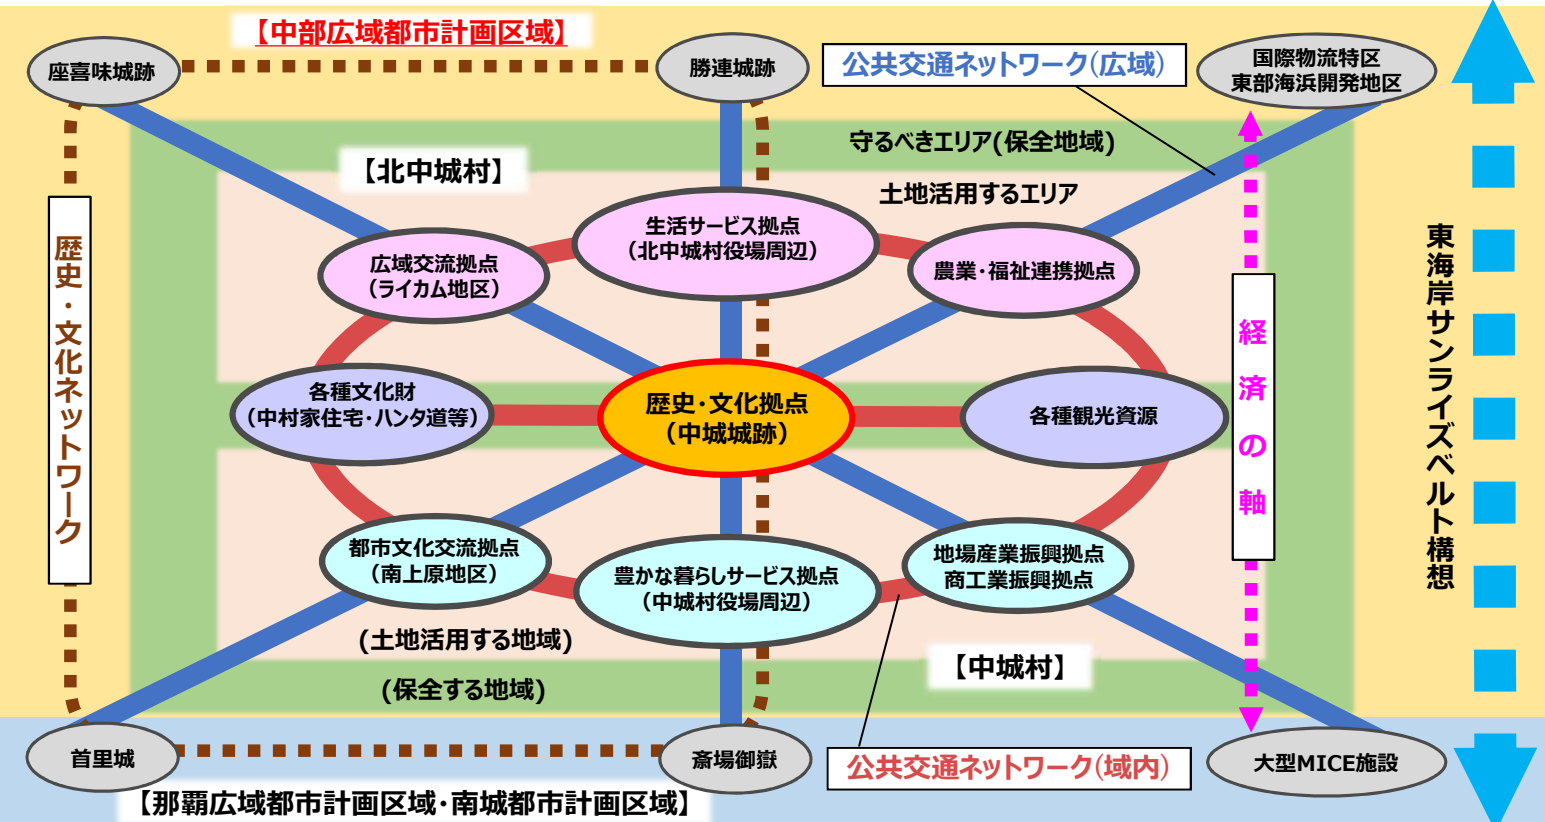 【中部広域都市計画区域】
座喜味城跡
勝連城跡
公共交通ネットワーク(広域)
国際物流特区
東部海浜開発地区
守るべきエリア(保全地域)
【北中城村】
土地活用するエリア
生活サービス拠点
(北中城村役場周辺)
広域交流拠点
(ライカム地区)
農業・福祉連携拠点
歴史・文化ネットワーク
経済の軸
東海岸サンライズベルト構想
各種文化財
(中村家住宅・ハンタ道等)
歴史・文化拠点
(中城城跡)
各種観光資源
都市文化交流拠点
(南上原地区)
豊かな暮らしサービス拠点
(中城村役場周辺)
地場産業振興拠点
商工業振興拠点
(土地活用する地域)
【中城村】
(保全する地域)
首里城
斎場御嶽
公共交通ネットワーク(域内)
大型MICE施設
【那覇広域都市計画区域・南城都市計画区域】